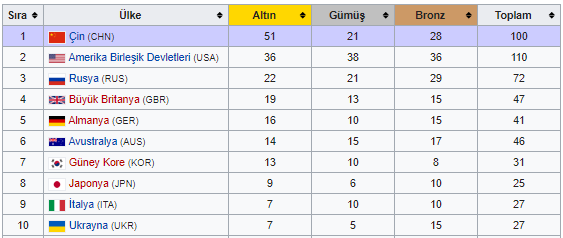 Sıra Ülke Altın Gümüş Bronz Toplam
1 Çin (CHN) 51 21 28 100
2 Amerika Birleşik Devletleri (USA) 36 38 36 110
3 Rusya (RUS) 22 21 29 72
4 Büyük Britanya (GBR) 19 13 15 47
5 Almanya (GER) 16 10 15 41
6 Avustralya (AUS) 14 15 17 46
7 Güney Kore (KOR) 13 10 8 31
8 Japonya (JPN) 9 6 10 25
9 İtalya (ITA) 7 10 10 27
10 Ukrayna (UKR) 7 5 15 27